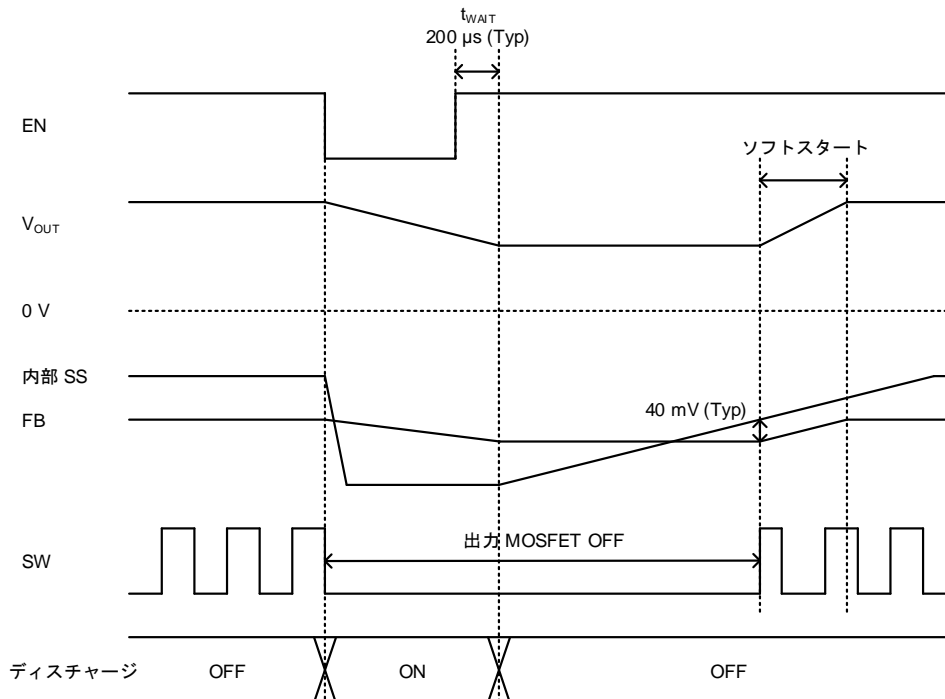 tWAIT
200 µs (Typ)
EN
ソフトスタート
VOUT
0 V
内部 SS
FB
40 mV (Typ)
SW
出力 MOSFET OFF
ディスチャージ
OFF
ON
OFF